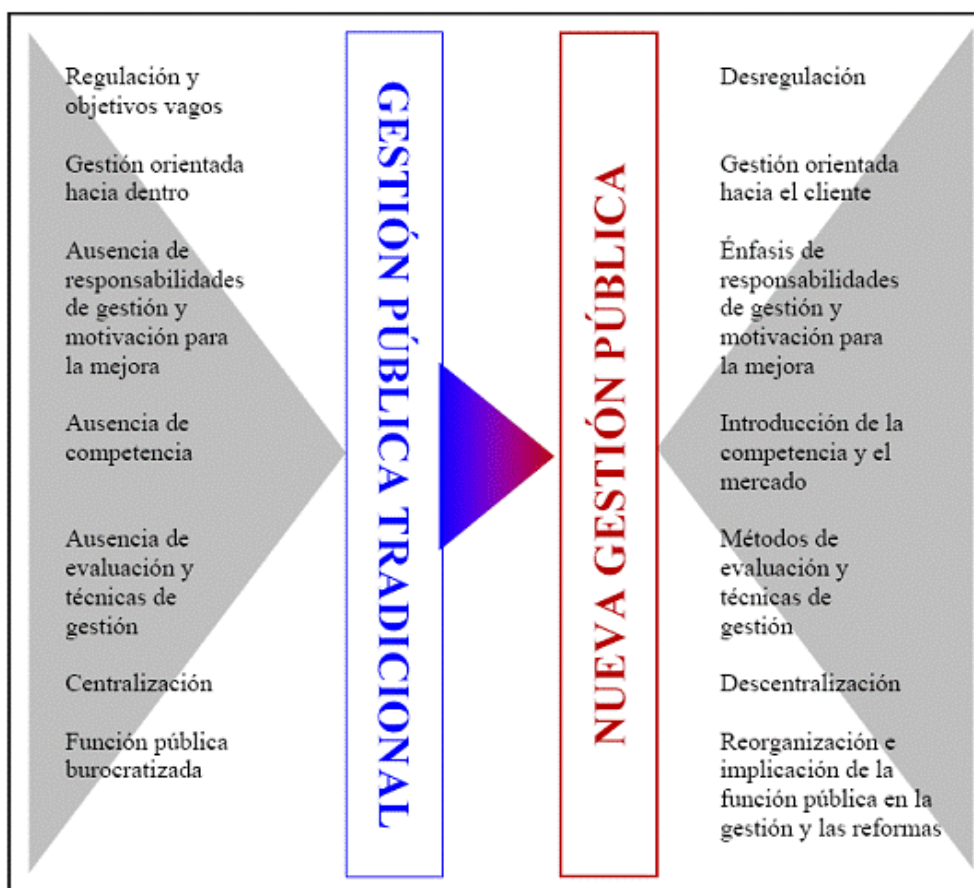 Regulación y
objetivos vagos
Gestión orientada
hacia dentro
Ausencia de
responsabilidades
de gestión y
motivación para
la mejora
Ausencia de
competencia
Ausencia de
evaluación y
técnicas de
gestión
Centralización
Función pública
burocratizada
GESTIÓN PÚBLICA TRADICIONAL
NUEVA GESTIÓN PÚBLICA
Desregulación
Gestión orientada
hacia el cliente
Énfasis de
responsabilidades
de gestión y
motivación para
la mejora
Introducción de la
competencia y el
mercado
Métodos de
evaluación y
técnicas de
gestión
Descentralización
Reorganización e
implicación de la
función pública en la
gestión y las reformas